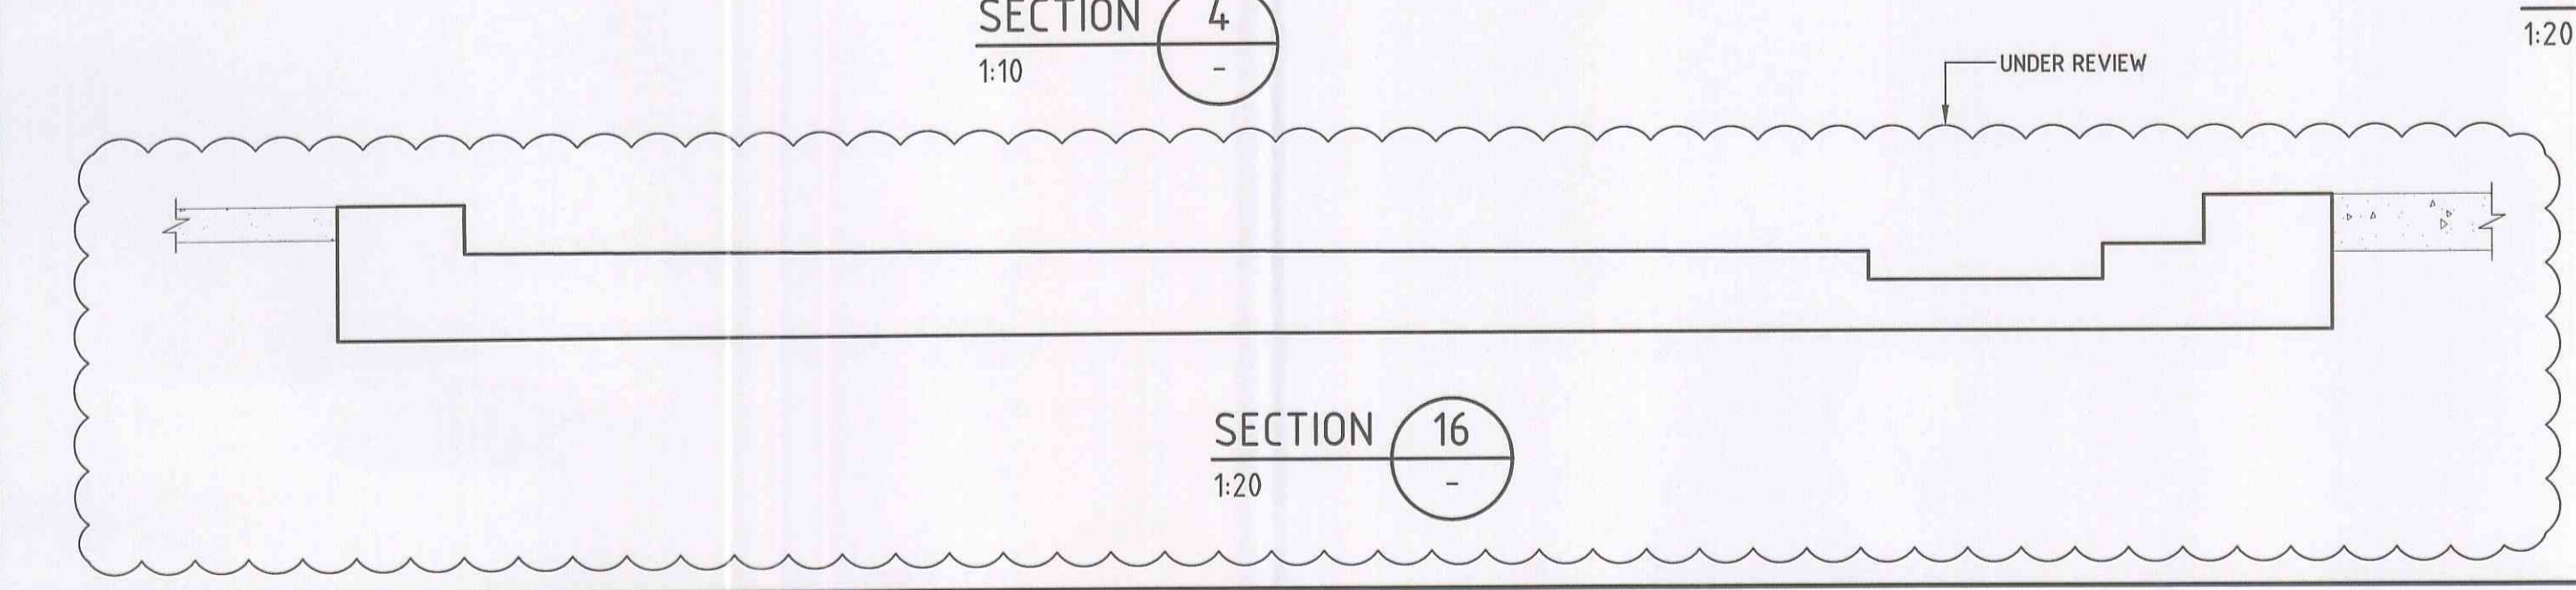 SECTION 4
1:10 -
1:20
UNDER REVIEW
SECTION 16
1:20 -